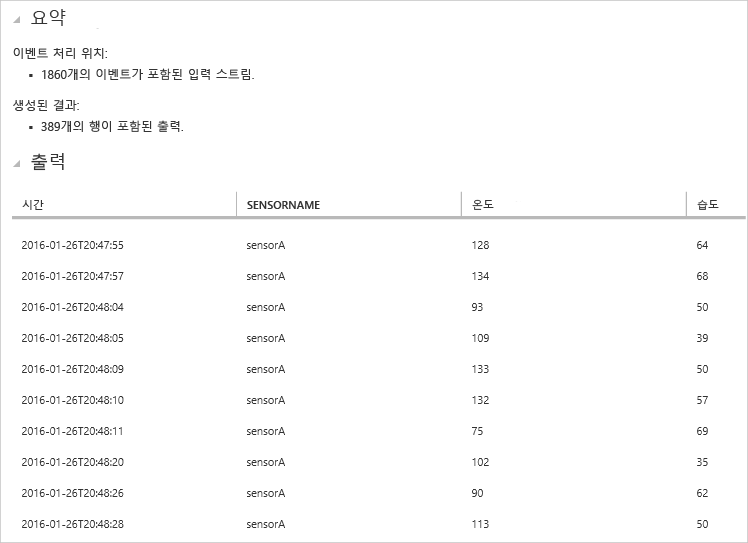 요약
이벤트 처리 위치:
▪ 1860개의 이벤트가 포함된 입력 스트림.
생성된 결과:
▪ 389개의 행이 포함된 출력.
출력
시간 SENSORNAME 온도 습도
2016-01-26T20:47:55 sensorA 128 64
2016-01-26T20:47:57 sensorA 134 68
2016-01-26T20:48:04 sensorA 93 50
2016-01-26T20:48:05 sensorA 109 39
2016-01-26T20:48:09 sensorA 133 50
2016-01-26T20:48:10 sensorA 132 57
2016-01-26T20:48:11 sensorA 75 69
2016-01-26T20:48:20 sensorA 102 35
2016-01-26T20:48:26 sensorA 90 62
2016-01-26T20:48:28 sensorA 113 50